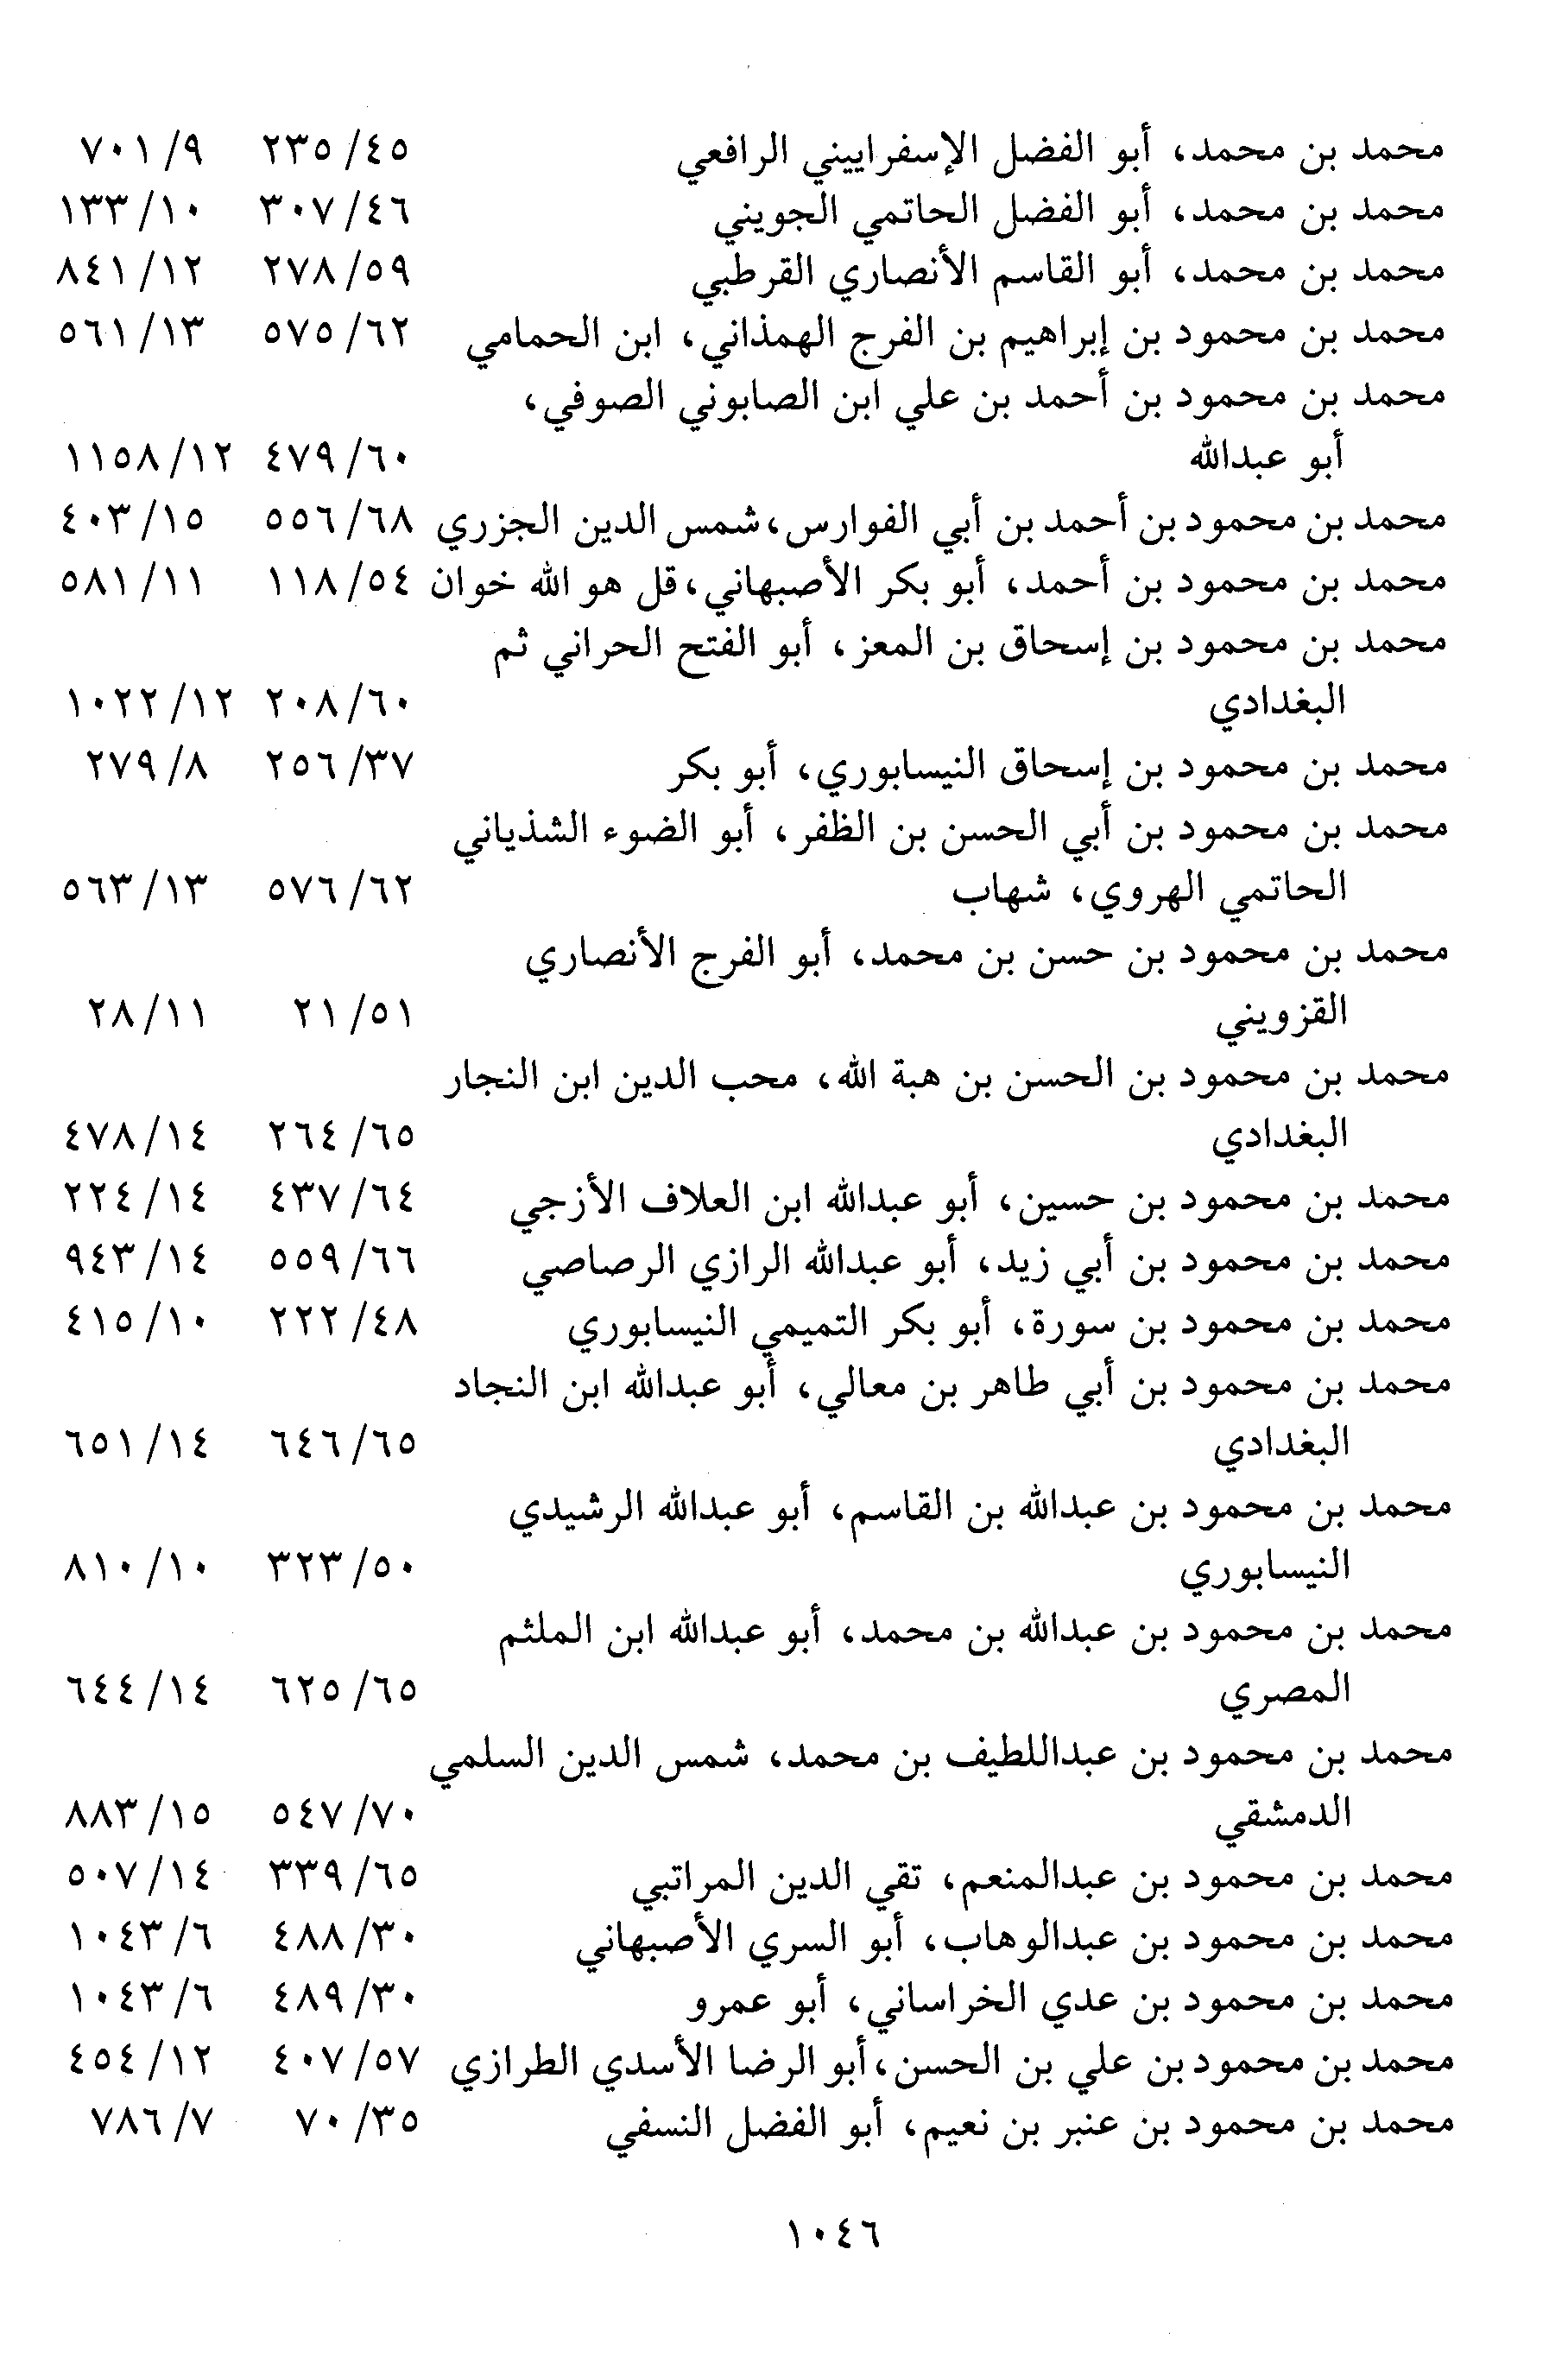 محمد بن محمد، أبو الفضل الإسفراييني الرافعي ٤٥/ ٢٣٥ ٩/ ٧٠١
محمد بن محمد، أبو الفضل الحاتمي الجويني ٤٦/ ٣٠٧ ١٠/ ١٣٣
محمد بن محمد، أبو القاسم الأنصاري القرطبي ٥٩/ ٢٧٨ ١٢/ ٨٤١
محمد بن محمود بن إبراهيم بن الفرج الهمذاني، ابن الحمامي ٦٢/ ٥٧٥ ١٣/ ٥٦١
محمد بن محمود بن أحمد بن علي ابن الصابوني الصوفي،
أبو عبدالله ٦٠/ ٤٧٩ ١٢/ ١١٥٨
محمد بن محمود بن أحمد بن أبي الفوارس، شمس الدين الجزري ٦٨/ ٥٥٦ ١٥/ ٤٠٣
محمد بن محمود بن أحمد، أبو بكر الأصبهاني، قل هو الله خوان ٥٤/ ١١٨ ١١/ ٥٨١
محمد بن محمود بن إسحاق بن المعز، أبو الفتح الحراني ثم
البغدادي ٦٠/ ٢٠٨ ١٢/ ١٠٢٢
محمد بن محمود بن إسحاق النيسابوري، أبو بكر ٣٧/ ٢٥٦ ٨/ ٢٧٩
محمد بن محمود بن أبي الحسن بن الظفر، أبو الضوء الشذياني
الحاتمي الهروي، شهاب ٦٢/ ٥٧٦ ١٣/ ٥٦٣
محمد بن محمود بن حسن بن محمد، أبو الفرج الأنصاري
القزويني ٥١/ ٢١ ١١/ ٢٨
محمد بن محمود بن الحسن بن هبة الله، محب الدين ابن النجار
البغدادي ٦٥/ ٢٦٤ ١٤/ ٤٧٨
محمد بن محمود بن حسين، أبو عبدالله ابن العلاف الأزجي ٦٤/ ٤٣٧ ١٤/ ٢٢٤
محمد بن محمود بن أبي زيد، أبو عبدالله الرازي الرصاصي ٦٦/ ٥٥٩ ١٤/ ٩٤٣
محمد بن محمود بن سورة، أبو بكر التميمي النيسابوري ٤٨/ ٢٢٢ ١٠/ ٤١٥
محمد بن محمود بن أبي طاهر بن معالي، أبو عبدالله ابن النجاد
البغدادي ٦٥/ ٦٤٦ ١٤/ ٦٥١
محمد بن محمود بن عبدالله بن القاسم، أبو عبدالله الرشيدي
النيسابوري ٥٠/ ٣٢٣ ١٠/ ٨١٠
محمد بن محمود بن عبدالله بن محمد، أبو عبدالله ابن الملثم
المصري ٦٥/ ٦٢٥ ١٤/ ٦٤٤
محمد بن محمود بن عبداللطيف بن محمد، شمس الدين السلمي
الدمشقي ٧٠/ ٥٤٧ ١٥/ ٨٨٣
محمد بن محمود بن عبدالمنعم، تقي الدين المراتبي ٦٥/ ٣٣٩ ١٤/ ٥٠٧
محمد بن محمود بن عبدالوهاب، أبو السري الأصبهاني ٣٠/ ٤٨٨ ٦/ ١٠٤٣
محمد بن محمود بن عدي الخراساني، أبو عمرو ٣٠/ ٤٨٩ ٦/ ١٠٤٣
محمد بن محمود بن علي بن الحسن، أبو الرضا الأسدي الطرازي ٥٧/ ٤٠٧ ١٢/ ٤٥٤
محمد بن محمود بن عنبر بن نعيم، أبو الفضل النسفي ٣٥/ ٧٠ ٧/ ٧٨٦
١٠٤٦